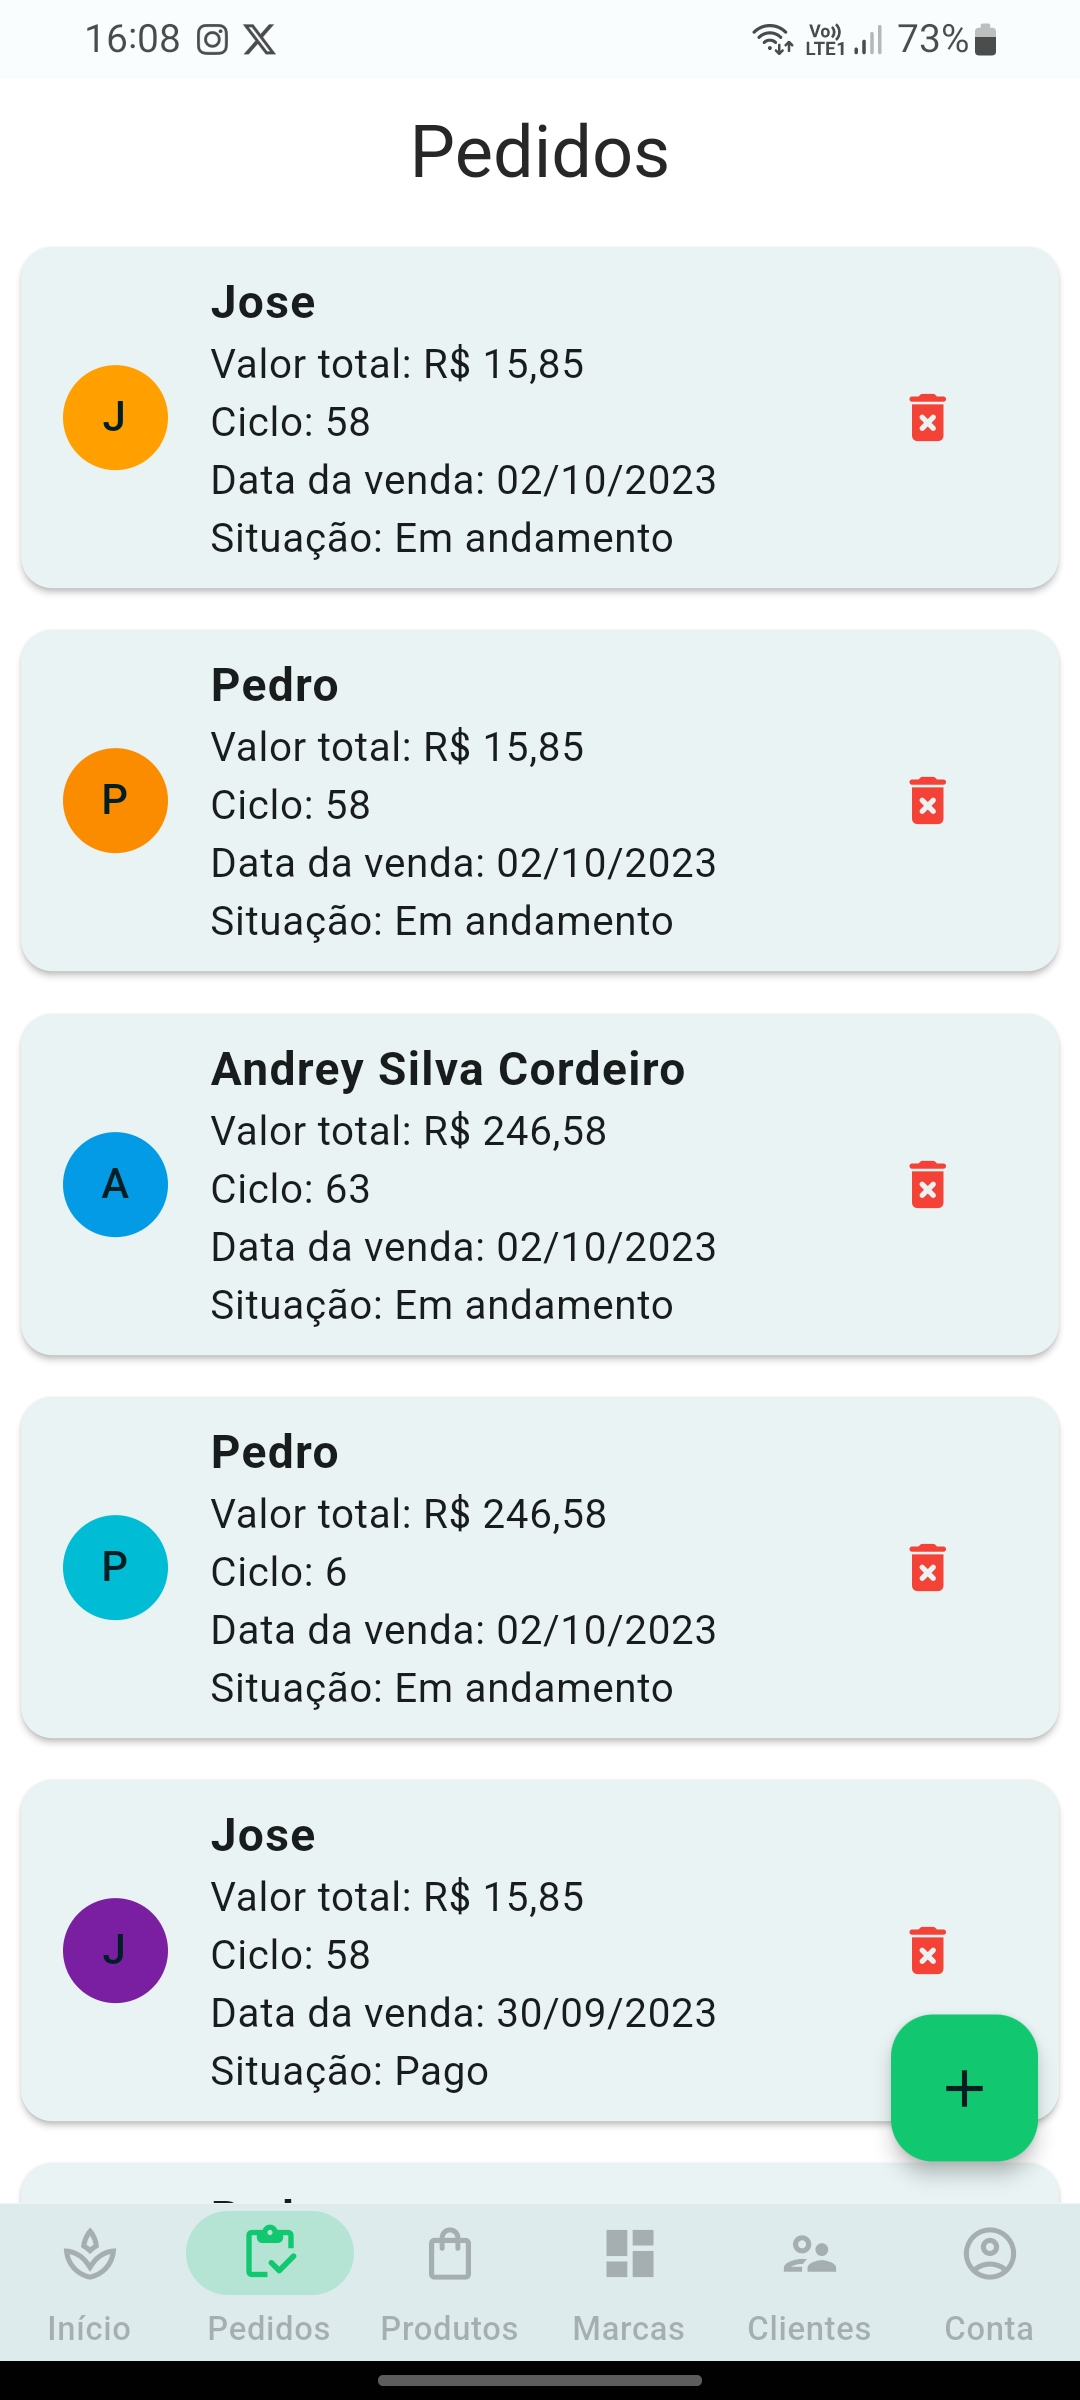 16:08
Vo)) LTE1 73%
Pedidos
Jose
Valor total: R$ 15,85
J
Ciclo: 58
Data da venda: 02/10/2023
Situação: Em andamento
Pedro
Valor total: R$ 15,85
P
Ciclo: 58
Data da venda: 02/10/2023
Situação: Em andamento
Andrey Silva Cordeiro
Valor total: R$ 246,58
A
Ciclo: 63
Data da venda: 02/10/2023
Situação: Em andamento
Pedro
Valor total: R$ 246,58
P
Ciclo: 6
Data da venda: 02/10/2023
Situação: Em andamento
Jose
Valor total: R$ 15,85
J
Ciclo: 58
Data da venda: 30/09/2023
Situação: Pago
+
Início Pedidos Produtos Marcas Clientes Conta